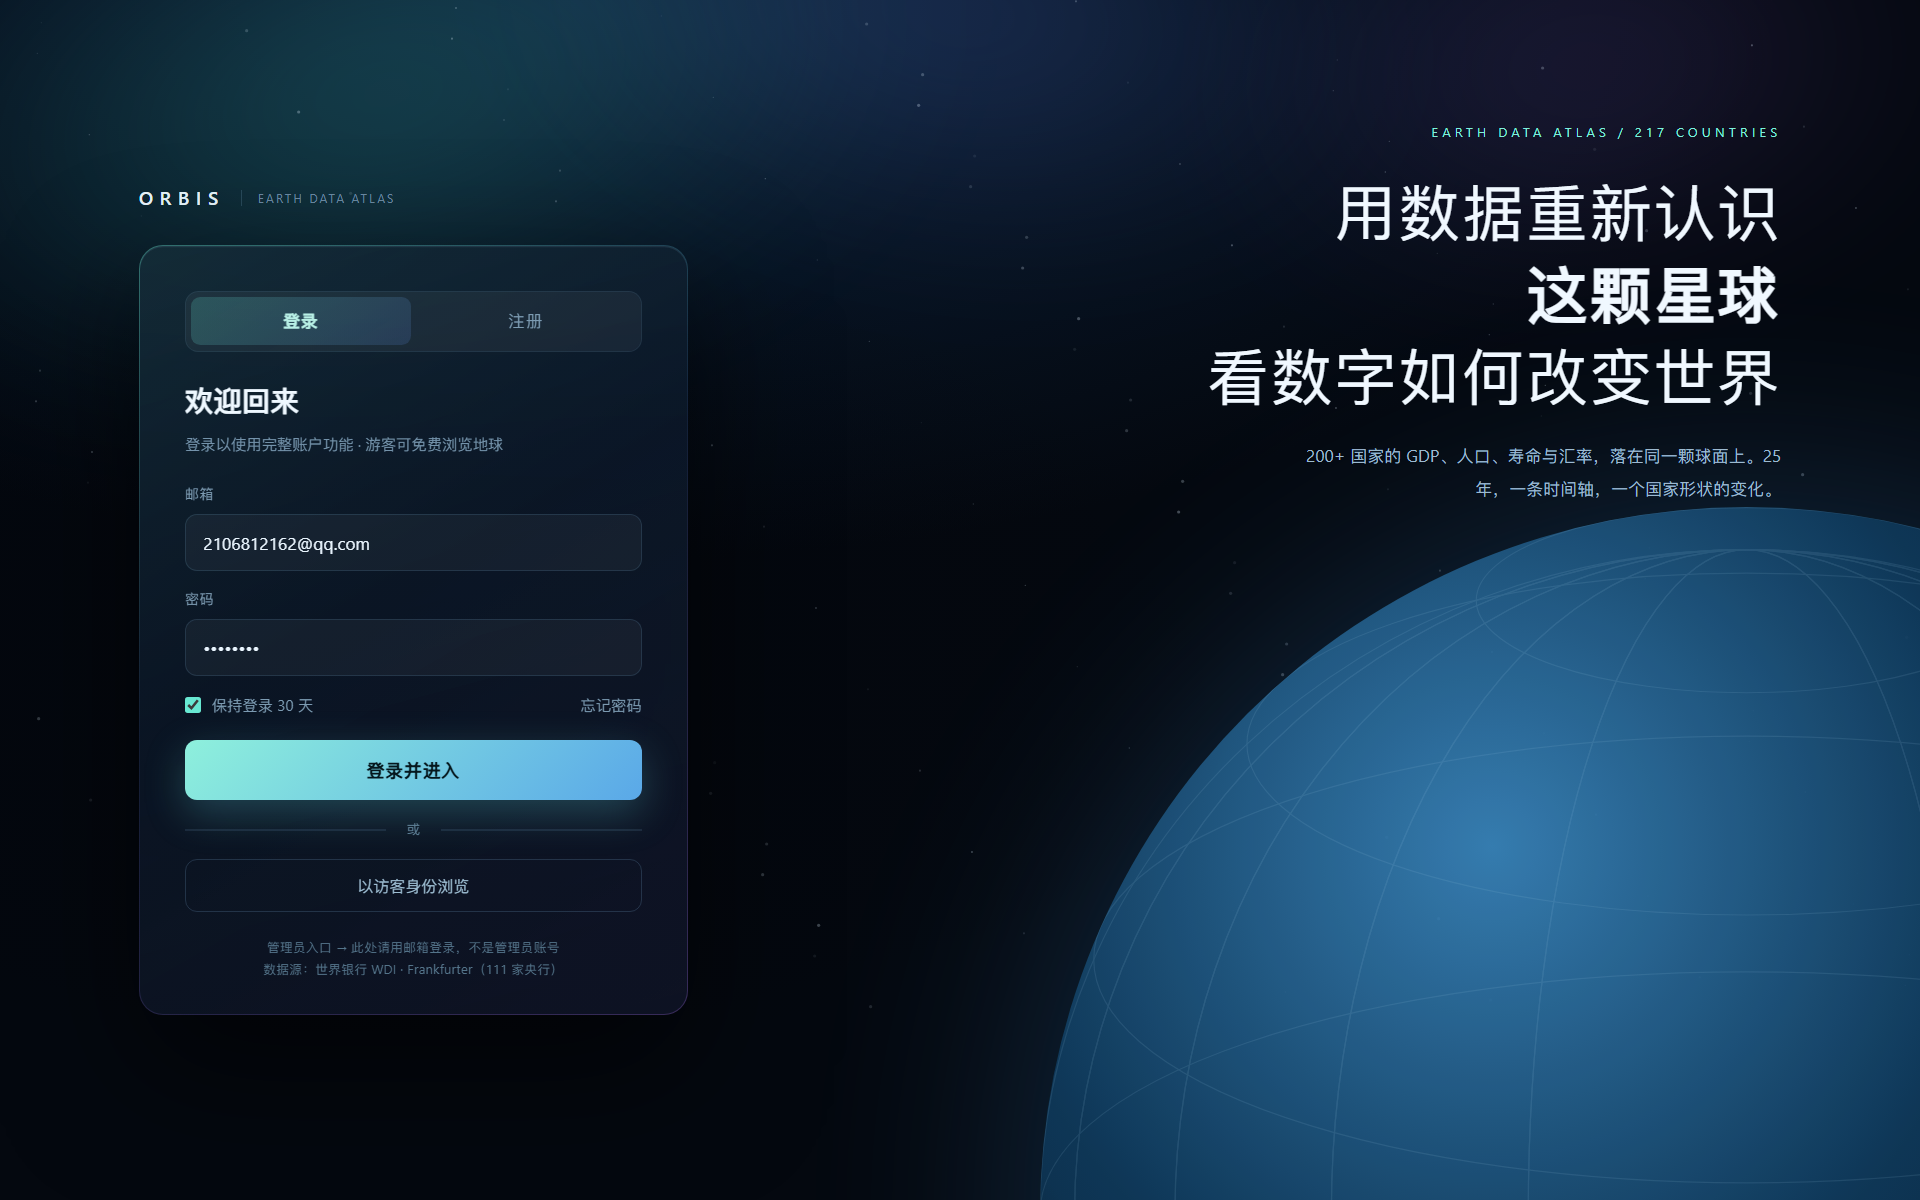 ORBIS
EARTH DATA ATLAS
登录
注册
欢迎回来
登录以使用完整账户功能 · 游客可免费浏览地球
邮箱
2106812162@qq.com
密码
••••••••
保持登录 30 天
忘记密码
登录并进入
或
以访客身份浏览
管理员入口 → 此处请用邮箱登录，不是管理员账号
数据源：世界银行 WDI · Frankfurter（111 家央行）
EARTH DATA ATLAS / 217 COUNTRIES
用数据重新认识
这颗星球
看数字如何改变世界
200+ 国家的 GDP、人口、寿命与汇率，落在同一颗球面上。25
年，一条时间轴，一个国家形状的变化。